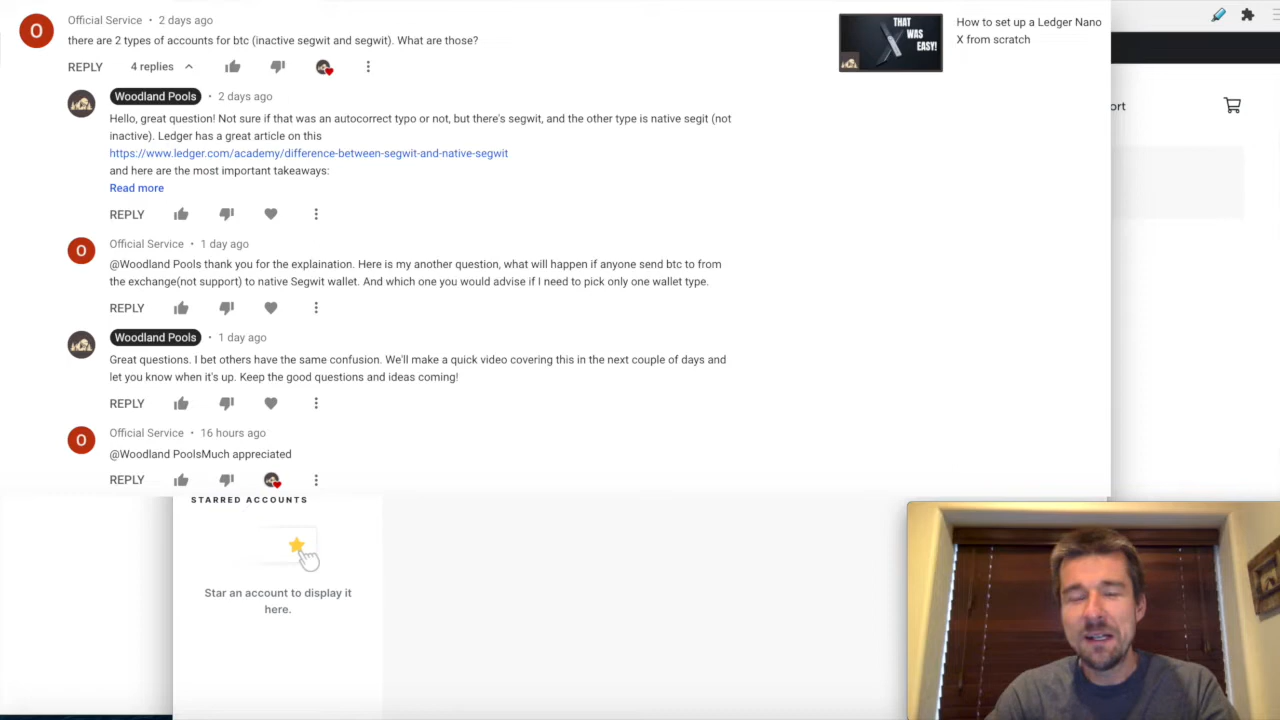 Official Service • 2 days ago
there are 2 types of accounts for btc (inactive segwit and segwit). What are those?
REPLY 4 replies
Woodland Pools • 2 days ago
Hello, great question! Not sure if that was an autocorrect typo or not, but there's segwit, and the other type is native segit (not
inactive). Ledger has a great article on this
https://www.ledger.com/academy/difference-between-segwit-and-native-segwit
and here are the most important takeaways:
Read more
REPLY
Official Service • 1 day ago
@Woodland Pools thank you for the explaination. Here is my another question, what will happen if anyone send btc to from
the exchange(not support) to native Segwit wallet. And which one you would advise if I need to pick only one wallet type.
REPLY
Woodland Pools • 1 day ago
Great questions. I bet others have the same confusion. We'll make a quick video covering this in the next couple of days and
let you know when it's up. Keep the good questions and ideas coming!
REPLY
Official Service • 16 hours ago
@Woodland PoolsMuch appreciated
REPLY
THAT
WAS
EASY!
How to set up a Ledger Nano
X from scratch
ort
STARRED ACCOUNTS
Star an account to display it
here.